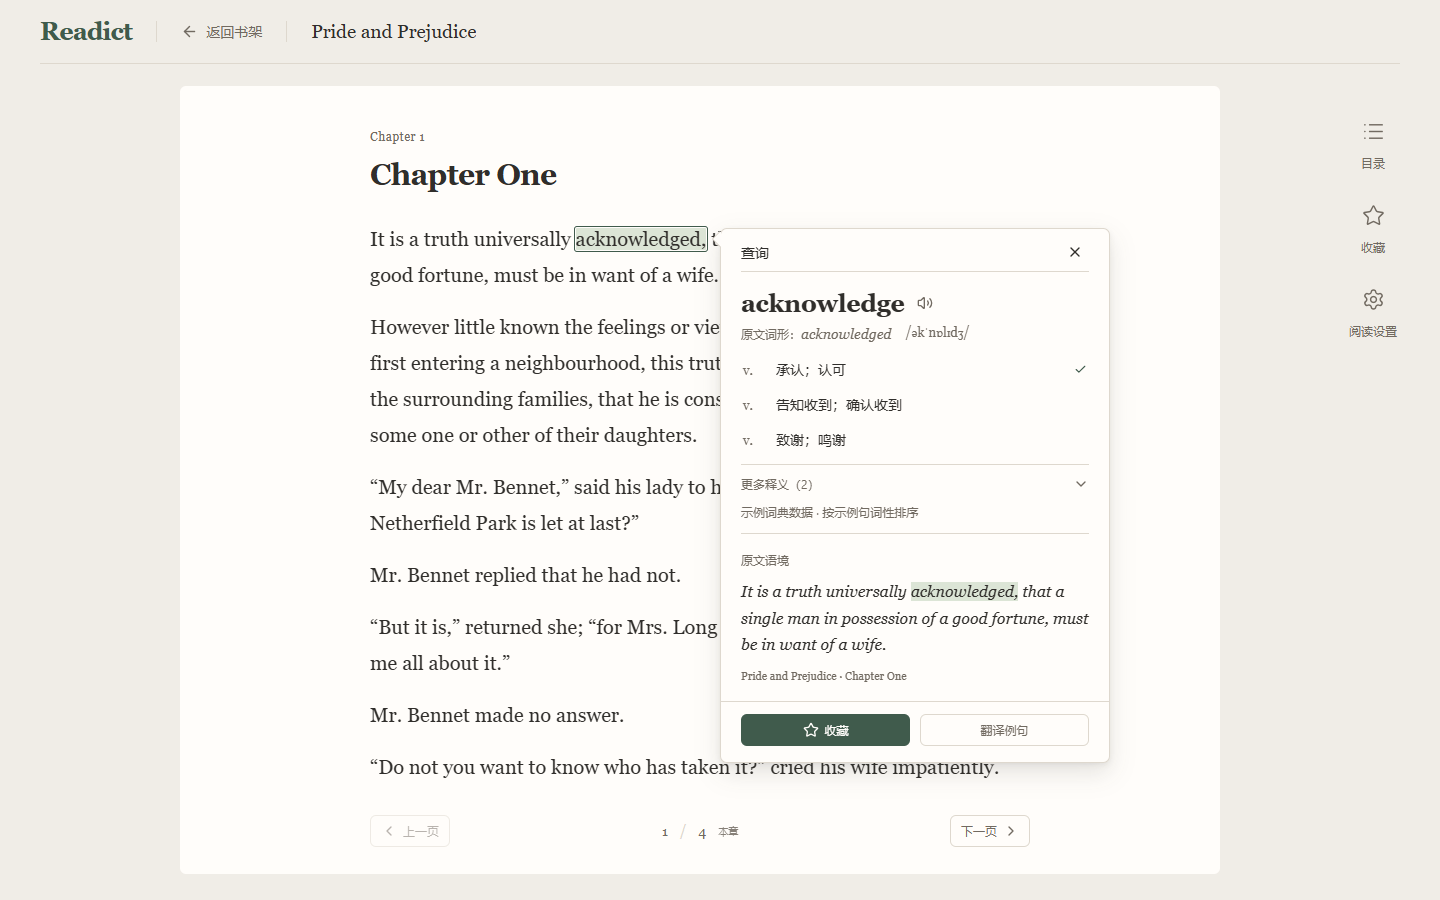 Readict
返回书架
Pride and Prejudice
Chapter 1
Chapter One
It is a truth universally acknowledged,
good fortune, must be in want of a wife.
However little known the feelings or
first entering a neighbourhood, this
the surrounding families, that he is
some one or other of their daughters.
“My dear Mr. Bennet,” said his lady to
Netherfield Park is let at last?”
Mr. Bennet replied that he had not.
“But it is,” returned she; “for Mrs. Long
me all about it.”
Mr. Bennet made no answer.
“Do not you want to know who has taken it?” cried his wife impatiently.
上一页
1 / 4 本章
下一页
查询
acknowledge
原文词形：acknowledged /əkˈnɒlɪdʒ/
v. 承认；认可
v. 告知收到；确认收到
v. 致谢；鸣谢
更多释义（2）
示例词典数据 · 按示例句词性排序
原文语境
It is a truth universally acknowledged, that a
single man in possession of a good fortune, must
be in want of a wife.
Pride and Prejudice · Chapter One
收藏
翻译例句
目录
收藏
阅读设置